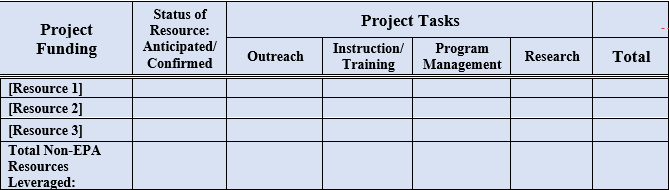 Project Funding
Status of Resource: Anticipated/ Confirmed
Project Tasks
Outreach
Instruction/ Training
Program Management
Research
Total
[Resource 1]
[Resource 2]
[Resource 3]
Total Non-EPA
Resources
Leveraged: